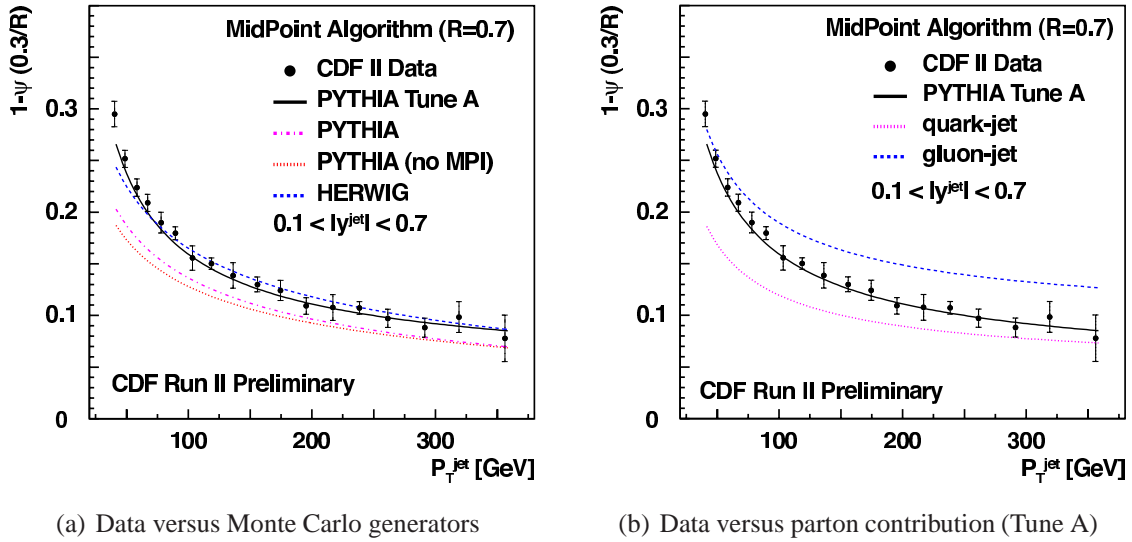 1-ψ (0.3/R)
MidPoint Algorithm (R=0.7)
CDF II Data
PYTHIA Tune A
PYTHIA
PYTHIA (no MPI)
HERWIG
0.1 < |y^jet| < 0.7
0.3
0.2
0.1
0
CDF Run II Preliminary
100
200
300
P_T^jet [GeV]
(a) Data versus Monte Carlo generators
1-ψ (0.3/R)
MidPoint Algorithm (R=0.7)
CDF II Data
PYTHIA Tune A
quark-jet
gluon-jet
0.1 < |y^jet| < 0.7
0.3
0.2
0.1
0
CDF Run II Preliminary
100
200
300
P_T^jet [GeV]
(b) Data versus parton contribution (Tune A)